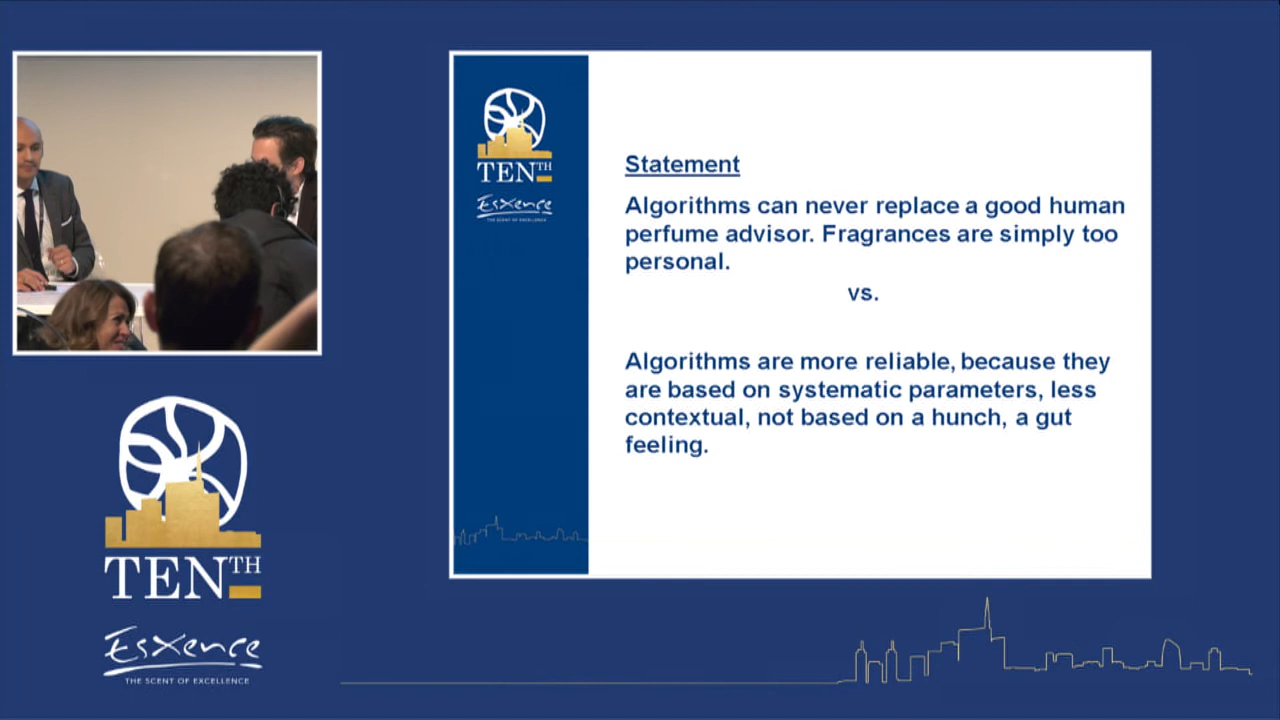 TENTH
Esxence
THE SCENT OF EXCELLENCE
Statement
Algorithms can never replace a good human
perfume advisor. Fragrances are simply too
personal.
vs.
Algorithms are more reliable, because they
are based on systematic parameters, less
contextual, not based on a hunch, a gut
feeling.
TENTH
Esxence
THE SCENT OF EXCELLENCE